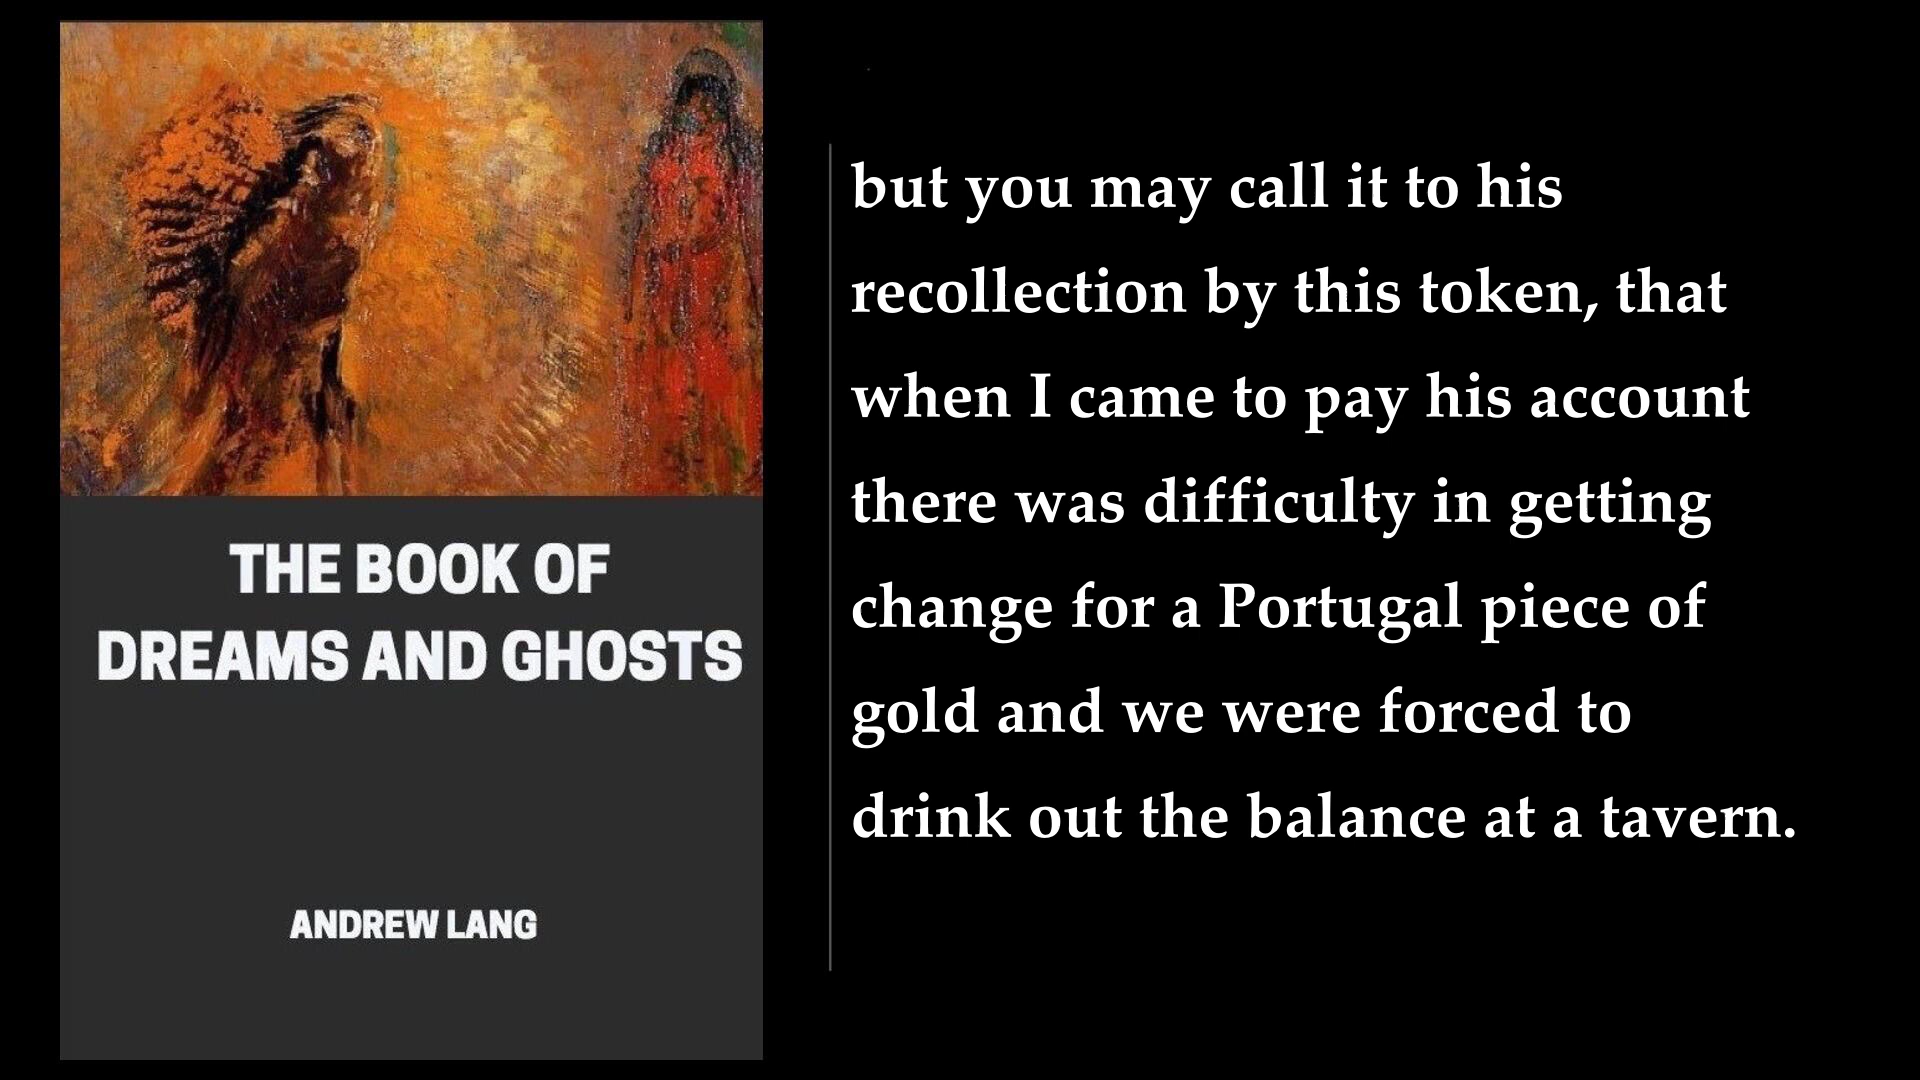 THE BOOK OF
DREAMS AND GHOSTS
ANDREW LANG
but you may call it to his
recollection by this token, that
when I came to pay his account
there was difficulty in getting
change for a Portugal piece of
gold and we were forced to
drink out the balance at a tavern.